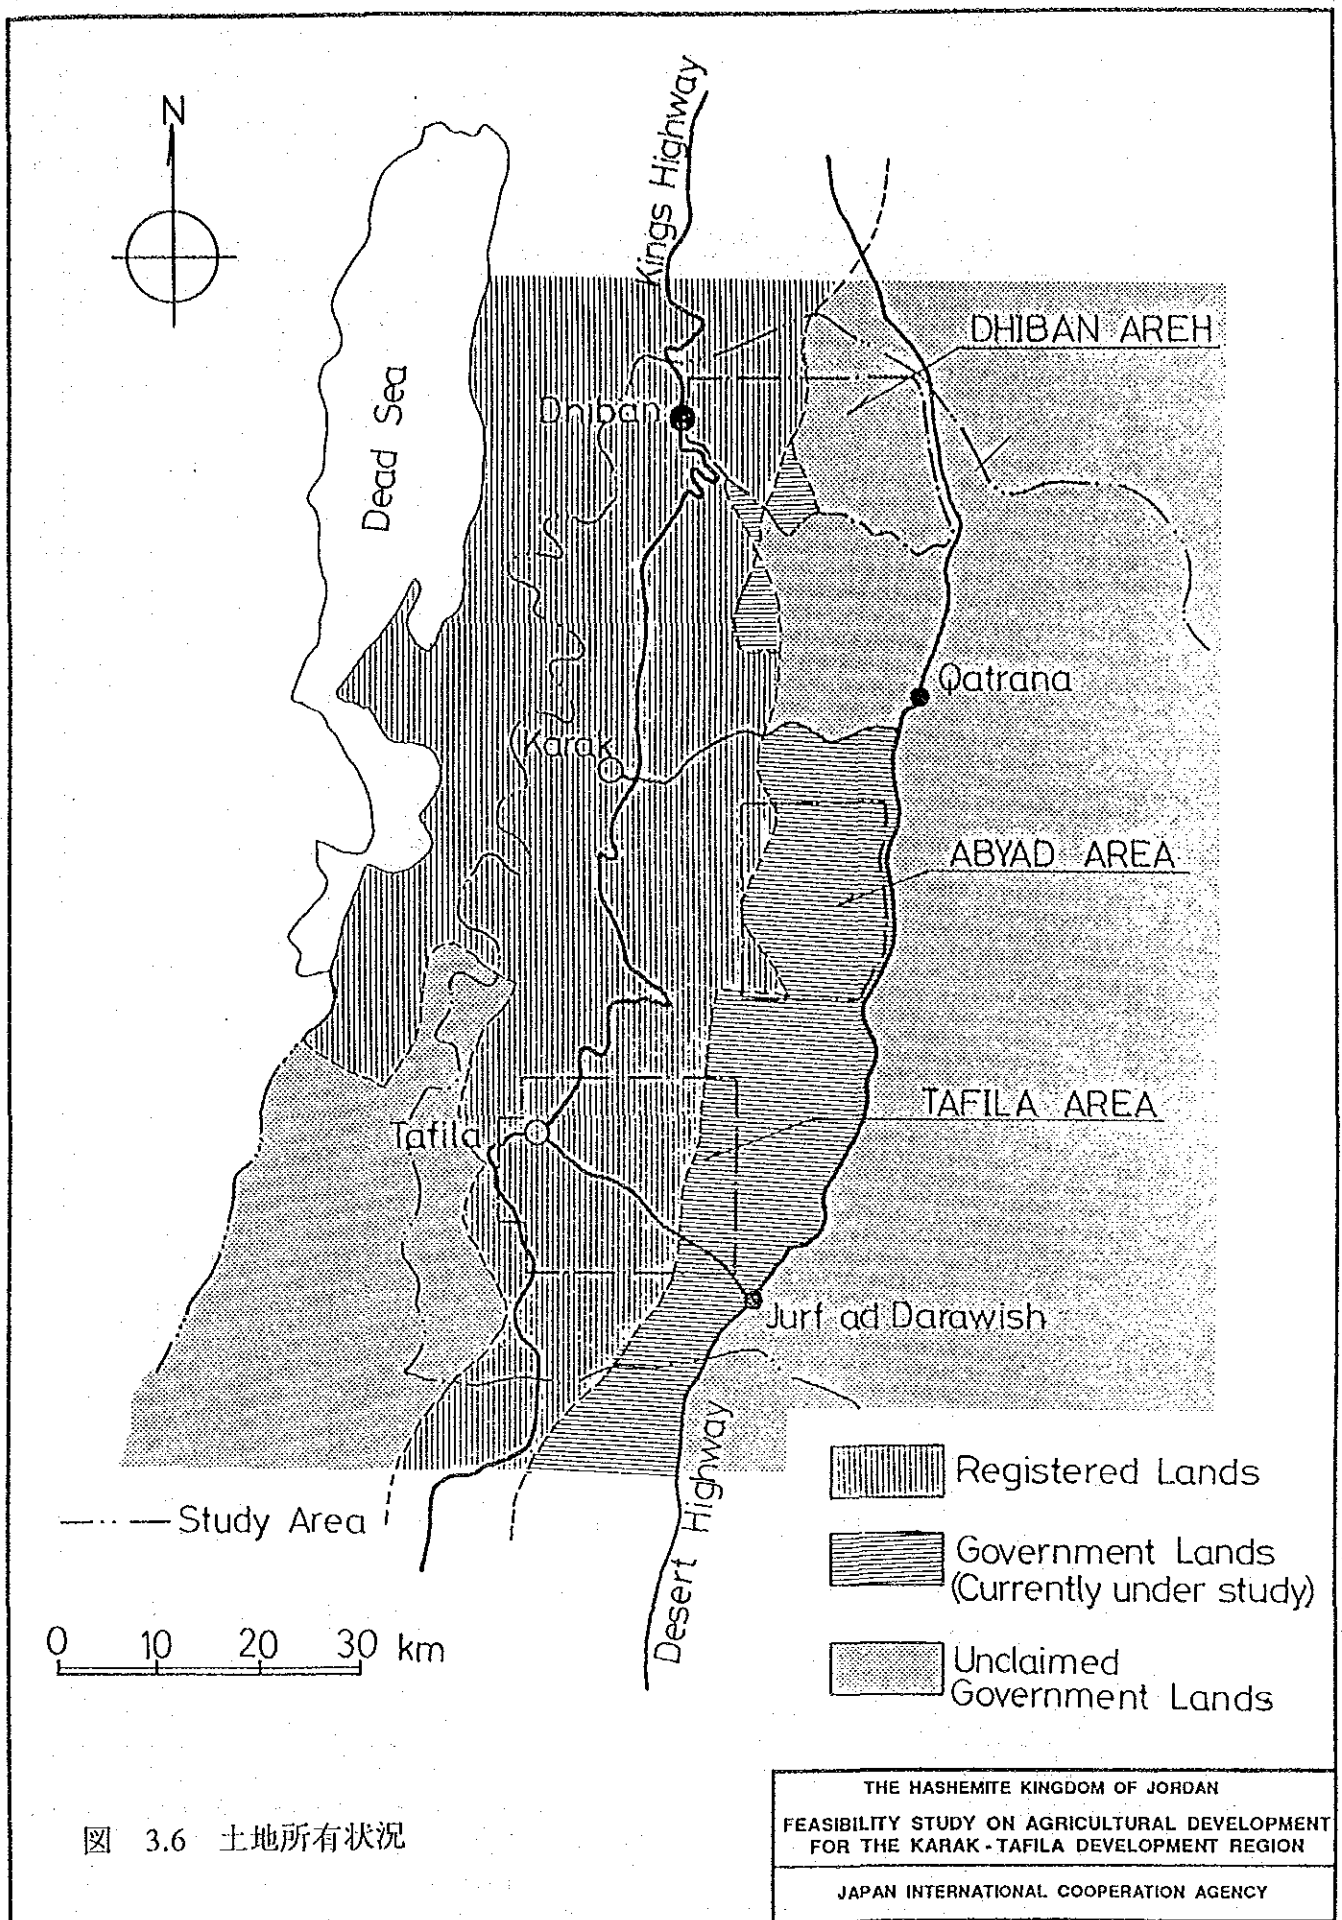 N
Kings Highway
DHIBAN AREH
Dhiban
Dead Sea
Qatrana
Karak
ABYAD AREA
TAFILA AREA
Tafila
Jurf ad Darawish
Desert Highway
Registered Lands
Government Lands
(Currently under study)
Unclaimed
Government Lands
Study Area
0 10 20 30 km
図 3.6 土地所有状況
THE HASHEMITE KINGDOM OF JORDAN
FEASIBILITY STUDY ON AGRICULTURAL DEVELOPMENT
FOR THE KARAK-TAFILA DEVELOPMENT REGION
JAPAN INTERNATIONAL COOPERATION AGENCY